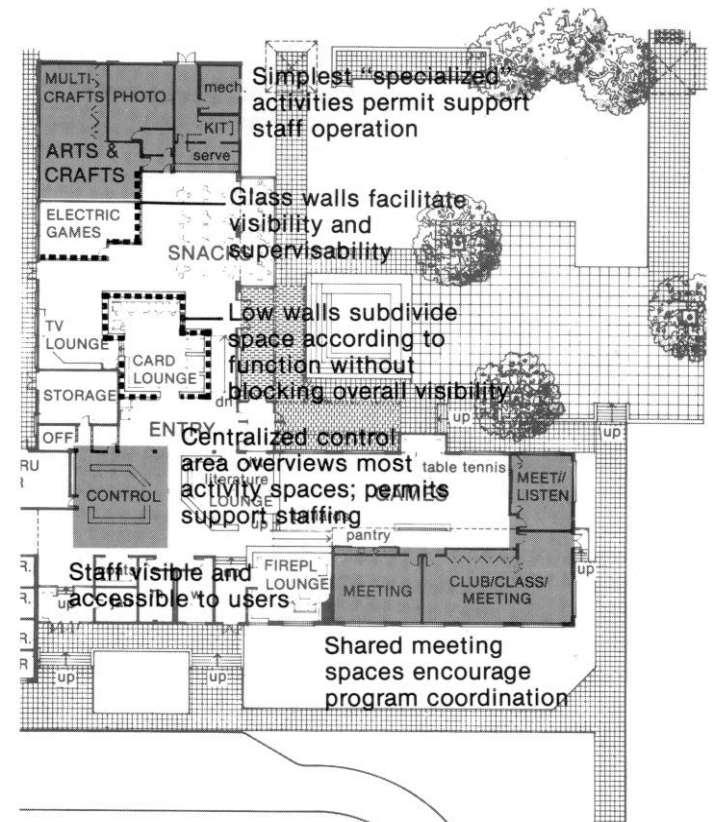 MULTI
CRAFTS
PHOTO
mech.
KIT
serve
ARTS &
CRAFTS
Simplest “specialized”
activities permit support
staff operation
ELECTRIC
GAMES
SNACKS
Glass walls facilitate
visibility and
supervisability
TV
LOUNGE
CARD
LOUNGE
Low walls subdivide
space according to
function without
blocking overall visibility
STORAGE
dn
OFF
ENTRY
up
up
Centralized control
area overviews most
activity spaces; permits
support staffing
CONTROL
literature
LOUNGE
up
table tennis
GAMES
MEET/
LISTEN
pantry
Staff visible and
accessible to users
up
FIREPL
LOUNGE
MEETING
CLUB/CLASS/
MEETING
up
Shared meeting
spaces encourage
program coordination
up
up